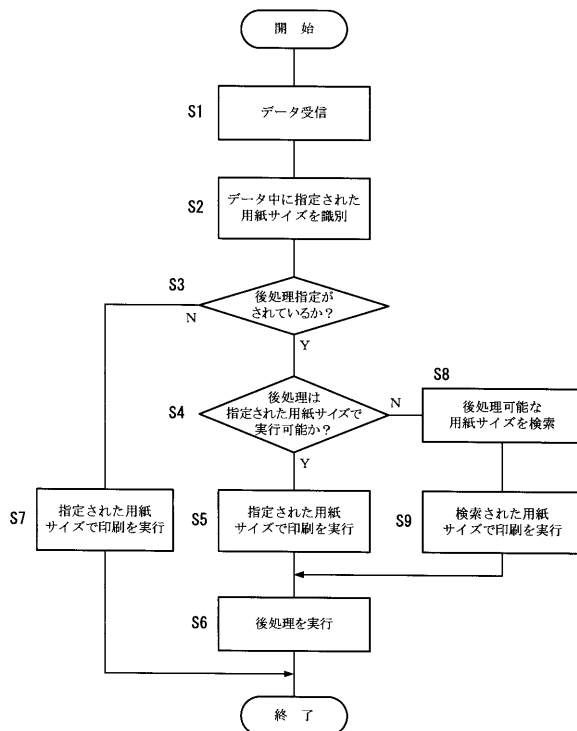 開 始
S1
データ受信
S2
データ中に指定された
用紙サイズを識別
S3
後処理指定が
されているか？
N
Y
S4
後処理は
指定された用紙サイズで
実行可能か？
N
Y
S8
後処理可能な
用紙サイズを検索
S7
指定された用紙
サイズで印刷を実行
S5
指定された用紙
サイズで印刷を実行
S9
検索された用紙
サイズで印刷を実行
S6
後処理を実行
終 了